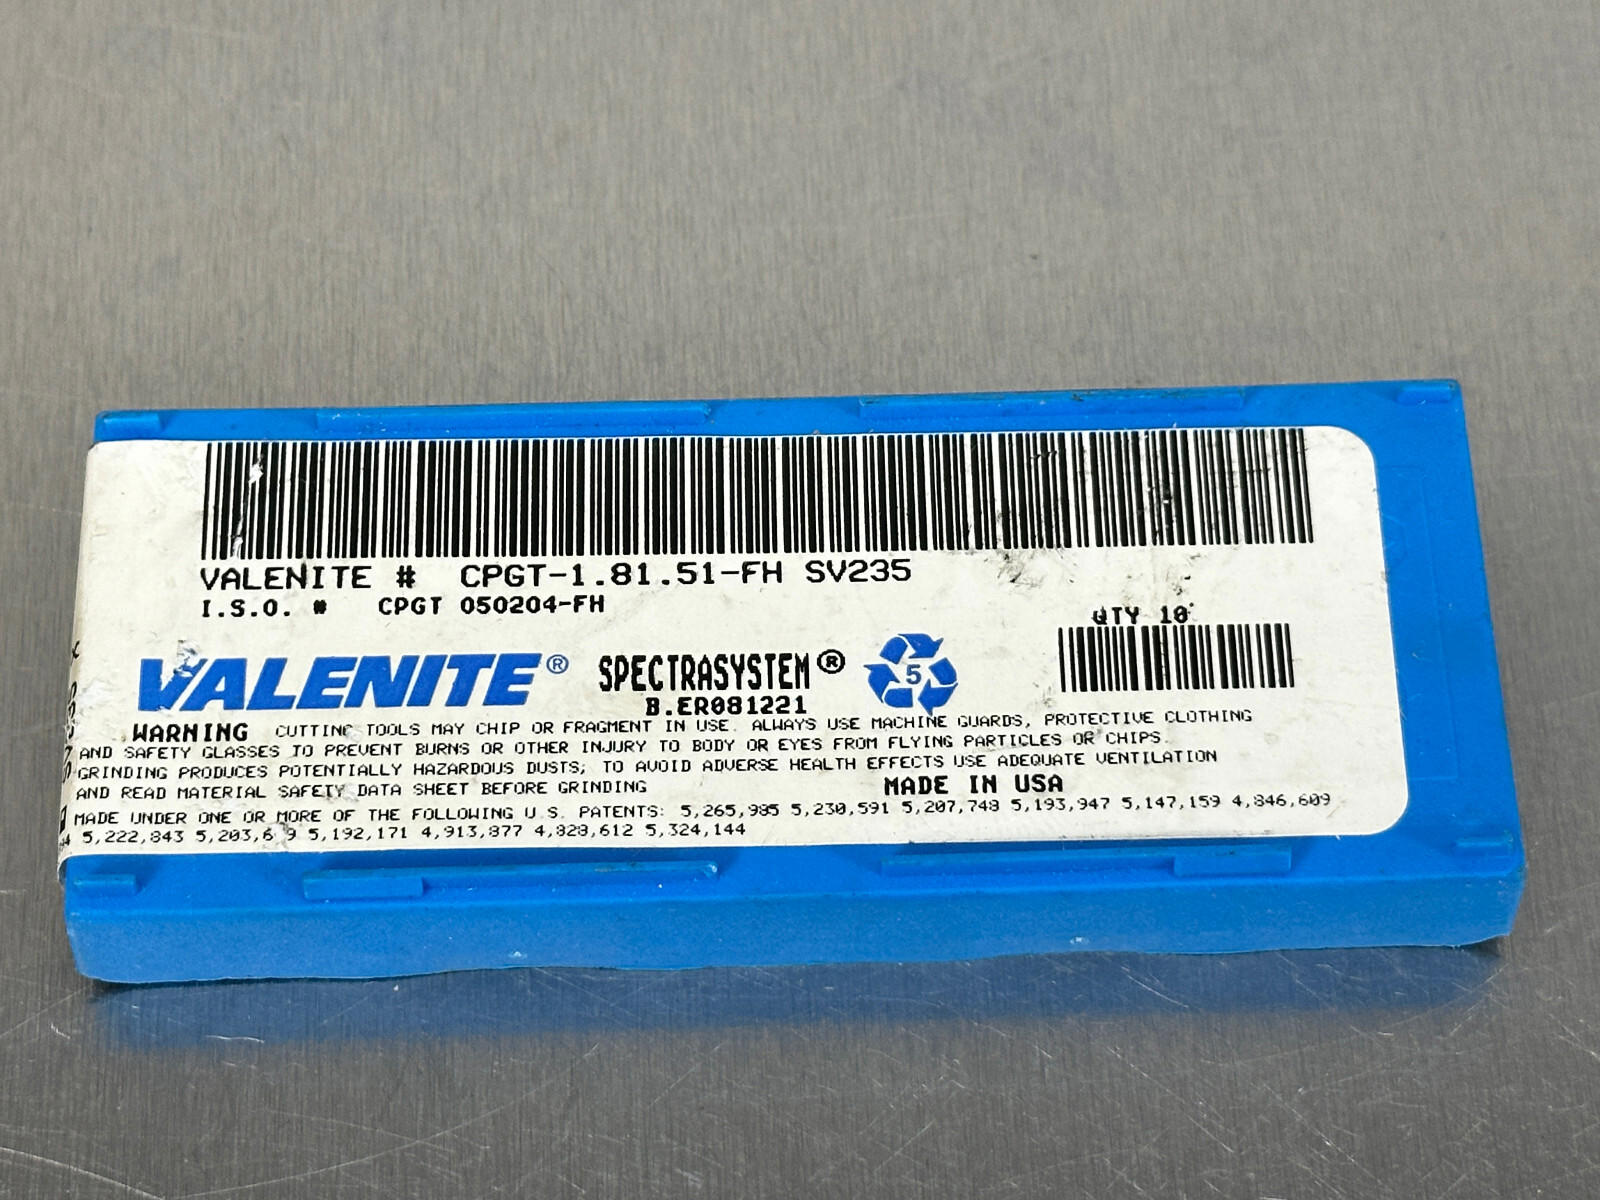 VALENITE # CPGT-1.81.51-FH SV235
I.S.O. # CPGT 050204-FH
QTY 10
VALENITE® SPECTRASYSTEM® 5
B.ER081221
WARNING CUTTING TOOLS MAY CHIP OR FRAGMENT IN USE. ALWAYS USE MACHINE GUARDS, PROTECTIVE CLOTHING
AND SAFETY GLASSES TO PREVENT BURNS OR OTHER INJURY TO BODY OR EYES FROM FLYING PARTICLES OR CHIPS.
GRINDING PRODUCES POTENTIALLY HAZARDOUS DUSTS; TO AVOID ADVERSE HEALTH EFFECTS USE ADEQUATE VENTILATION
AND READ MATERIAL SAFETY DATA SHEET BEFORE GRINDING MADE IN USA
MADE UNDER ONE OR MORE OF THE FOLLOWING U.S. PATENTS: 5,265,985 5,230,591 5,207,748 5,193,947 5,147,159 4,846,609
5,222,843 5,192,171 4,913,877 4,828,612 5,324,144